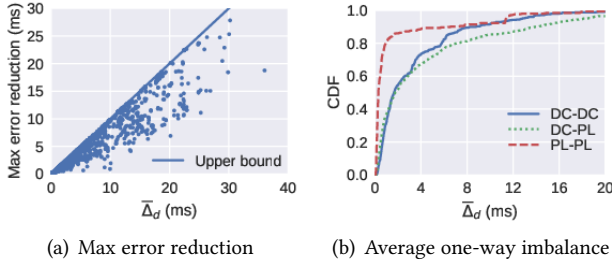 Max error reduction (ms)
30
25
20
15
10
5
0
Upper bound
0 10 20 30 40
Δ̅d (ms)
(a) Max error reduction
CDF
1.0
0.8
0.6
0.4
0.2
0.0
DC-DC
DC-PL
PL-PL
0 4 8 12 16 20
Δ̅d (ms)
(b) Average one-way imbalance